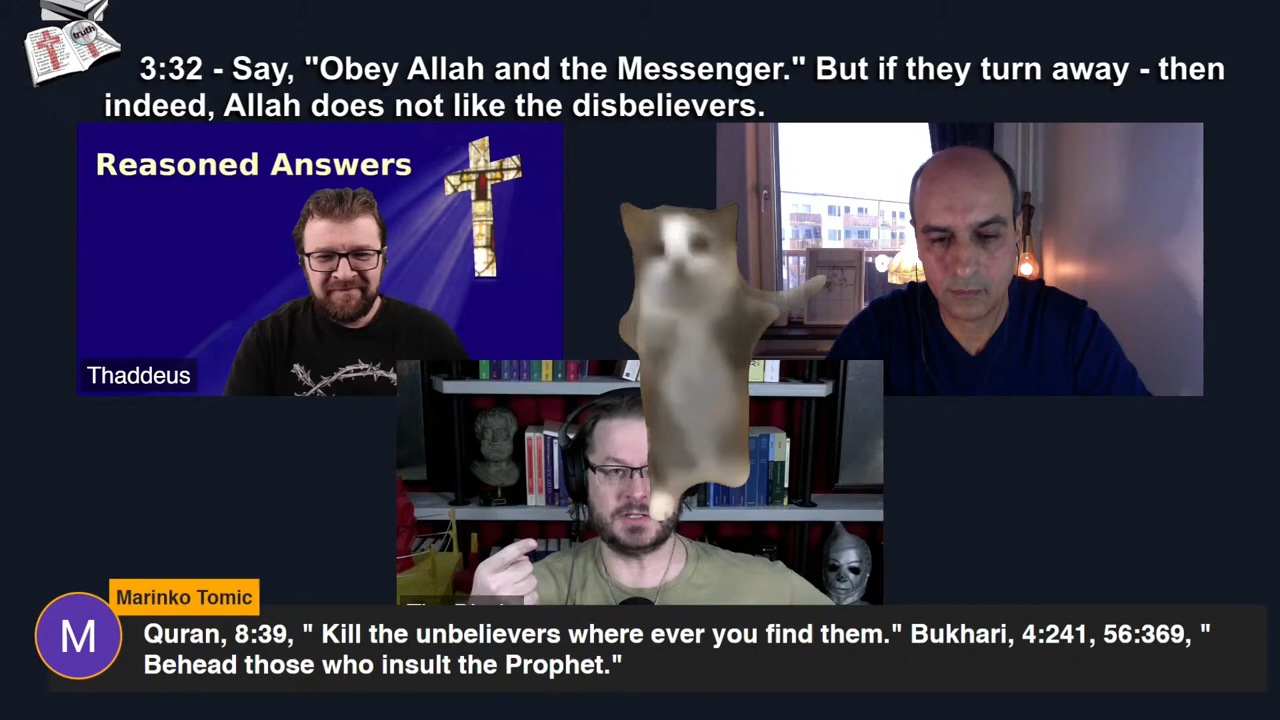 truth
3:32 - Say, "Obey Allah and the Messenger." But if they turn away - then
indeed, Allah does not like the disbelievers.
Reasoned Answers
Thaddeus
Marinko Tomic
M
Quran, 8:39, " Kill the unbelievers where ever you find them." Bukhari, 4:241, 56:369, "
Behead those who insult the Prophet."